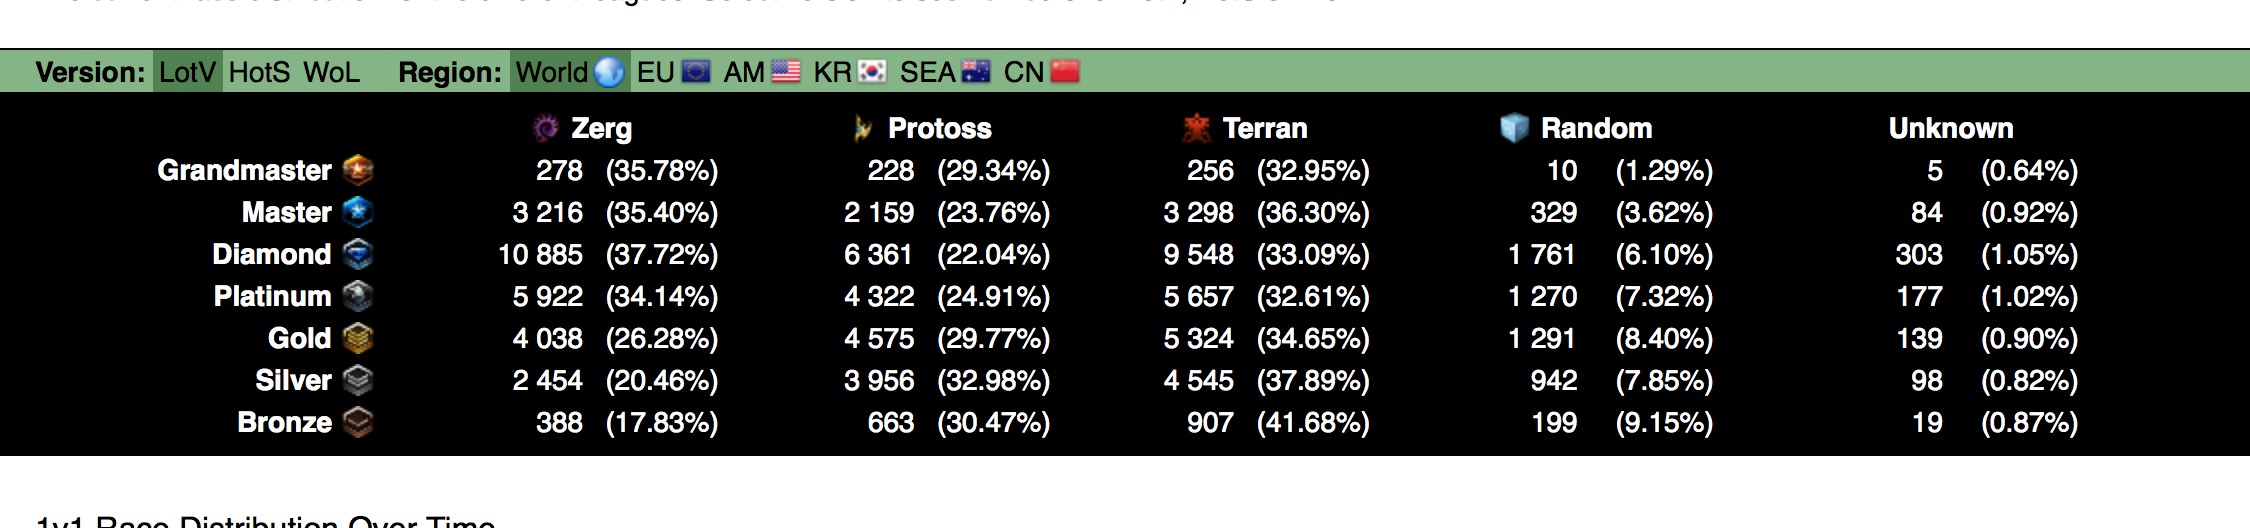 Version: LotV HotS WoL Region: World EU AM KR SEA CN
Zerg Protoss Terran Random Unknown
Grandmaster 278 (35.78%) 228 (29.34%) 256 (32.95%) 10 (1.29%) 5 (0.64%)
Master 3 216 (35.40%) 2 159 (23.76%) 3 298 (36.30%) 329 (3.62%) 84 (0.92%)
Diamond 10 885 (37.72%) 6 361 (22.04%) 9 548 (33.09%) 1 761 (6.10%) 303 (1.05%)
Platinum 5 922 (34.14%) 4 322 (24.91%) 5 657 (32.61%) 1 270 (7.32%) 177 (1.02%)
Gold 4 038 (26.28%) 4 575 (29.77%) 5 324 (34.65%) 1 291 (8.40%) 139 (0.90%)
Silver 2 454 (20.46%) 3 956 (32.98%) 4 545 (37.89%) 942 (7.85%) 98 (0.82%)
Bronze 388 (17.83%) 663 (30.47%) 907 (41.68%) 199 (9.15%) 19 (0.87%)
1v1 Race Distribution Over Time